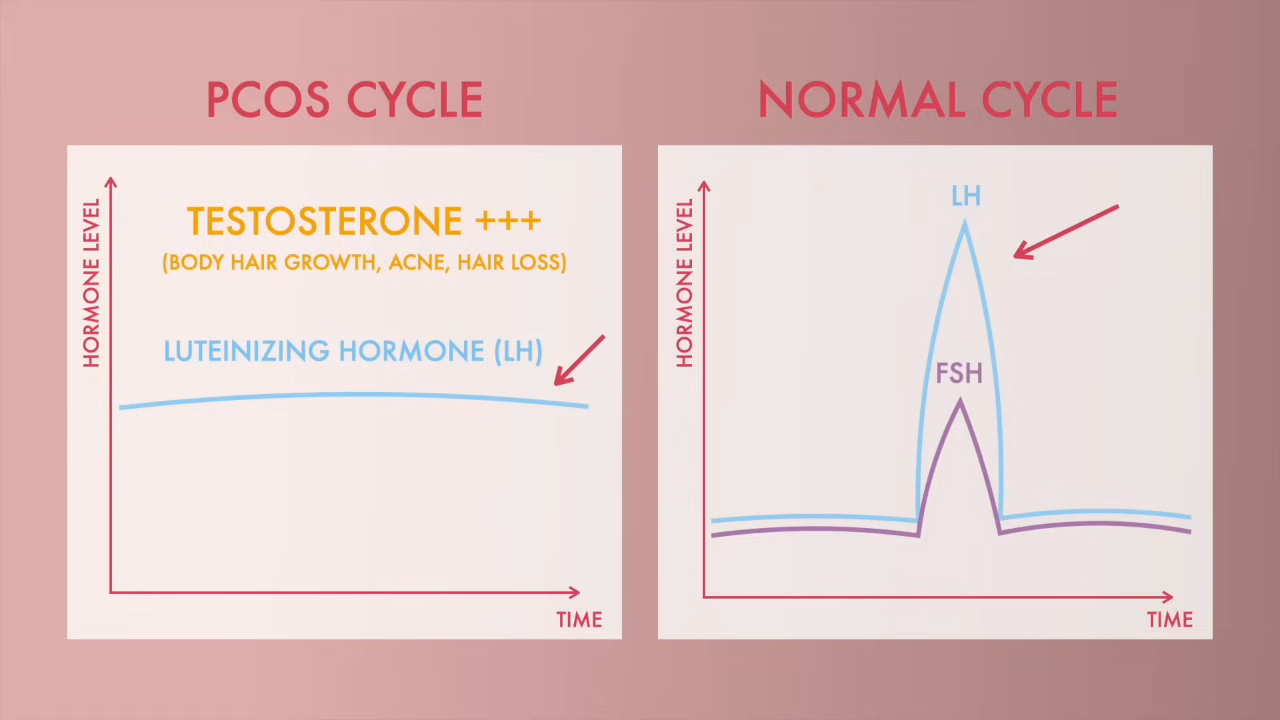 PCOS CYCLE
HORMONE LEVEL
TESTOSTERONE +++
(BODY HAIR GROWTH, ACNE, HAIR LOSS)
LUTEINIZING HORMONE (LH)
TIME
NORMAL CYCLE
HORMONE LEVEL
LH
FSH
TIME